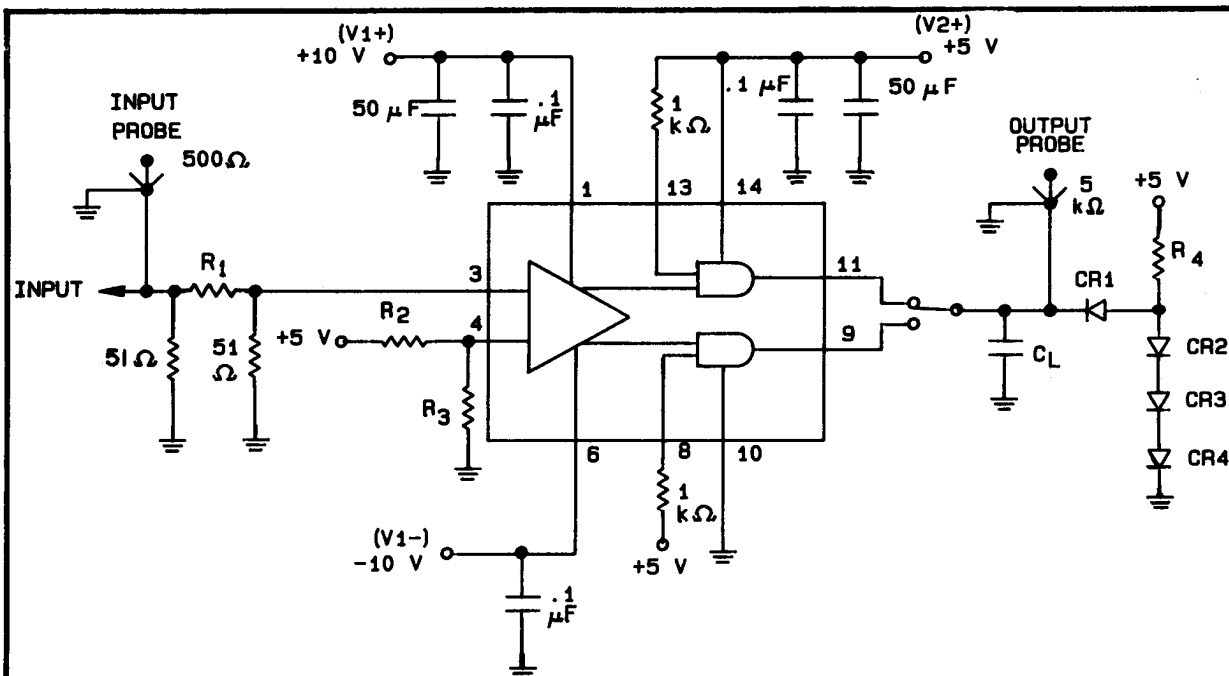 (V1+)
+10 V
(V2+)
+5 V
50 µF
.1
µF
1
kΩ
.1 µF
50 µF
INPUT
PROBE
500Ω
OUTPUT
PROBE
5
kΩ
+5 V
1
13
14
R4
INPUT
R1
3
11
CR1
+5 V
R2
4
9
51Ω
51
Ω
R3
CL
CR2
CR3
CR4
6
8
10
1
kΩ
(V1-)
-10 V
+5 V
.1
µF